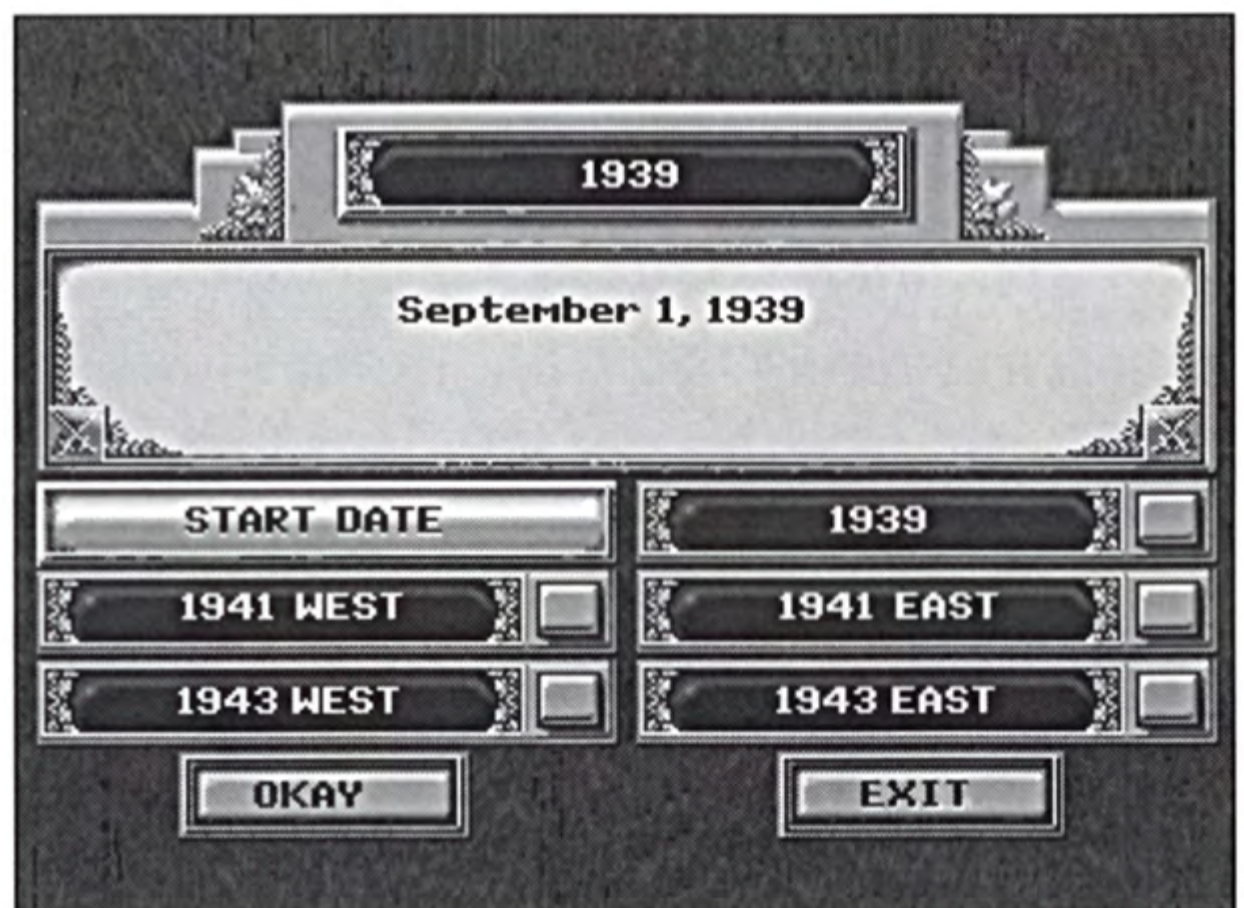 1939
September 1, 1939
START DATE
1939
1941 WEST
1941 EAST
1943 WEST
1943 EAST
OKAY
EXIT